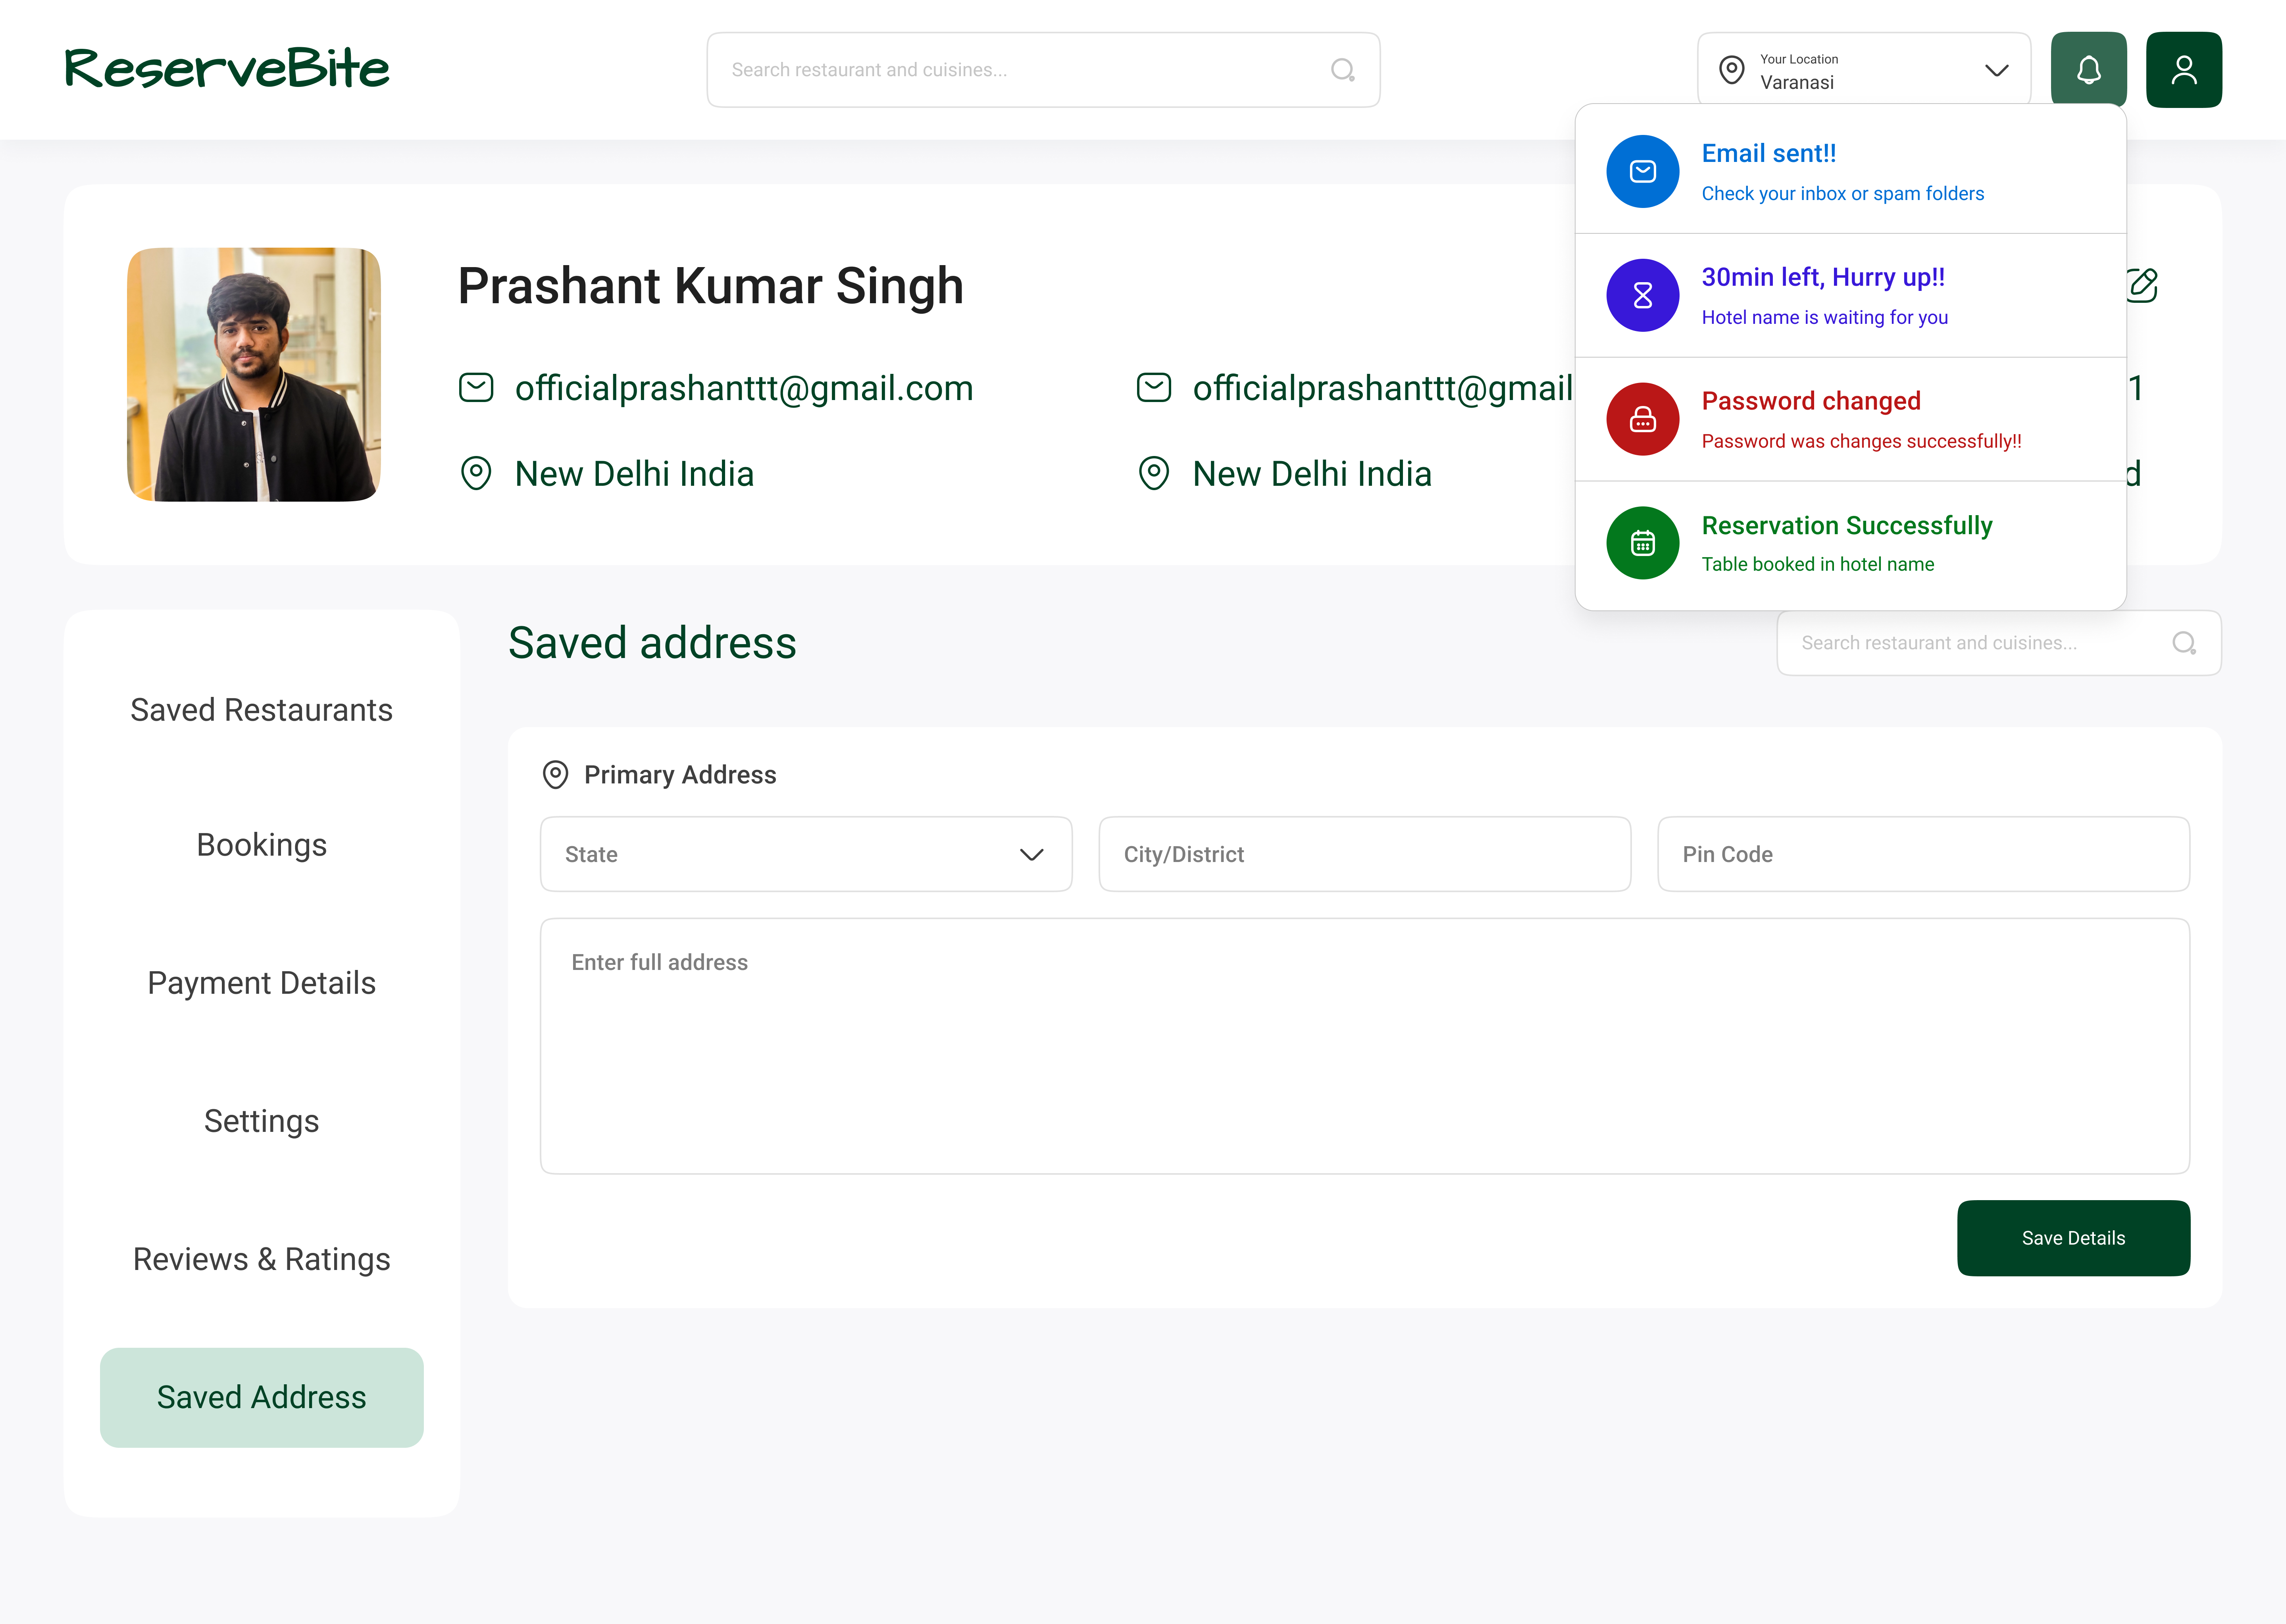 ReserveBite
Search restaurant and cuisines...
Your Location
Varanasi
Email sent!!
Check your inbox or spam folders
30min left, Hurry up!!
Hotel name is waiting for you
Password changed
Password was changes successfully!!
Reservation Successfully
Table booked in hotel name
Prashant Kumar Singh
officialprashanttt@gmail.com
officialprashanttt@gmail
1
New Delhi India
New Delhi India
d
Saved Restaurants
Bookings
Payment Details
Settings
Reviews & Ratings
Saved Address
Saved address
Search restaurant and cuisines...
Primary Address
State
City/District
Pin Code
Enter full address
Save Details